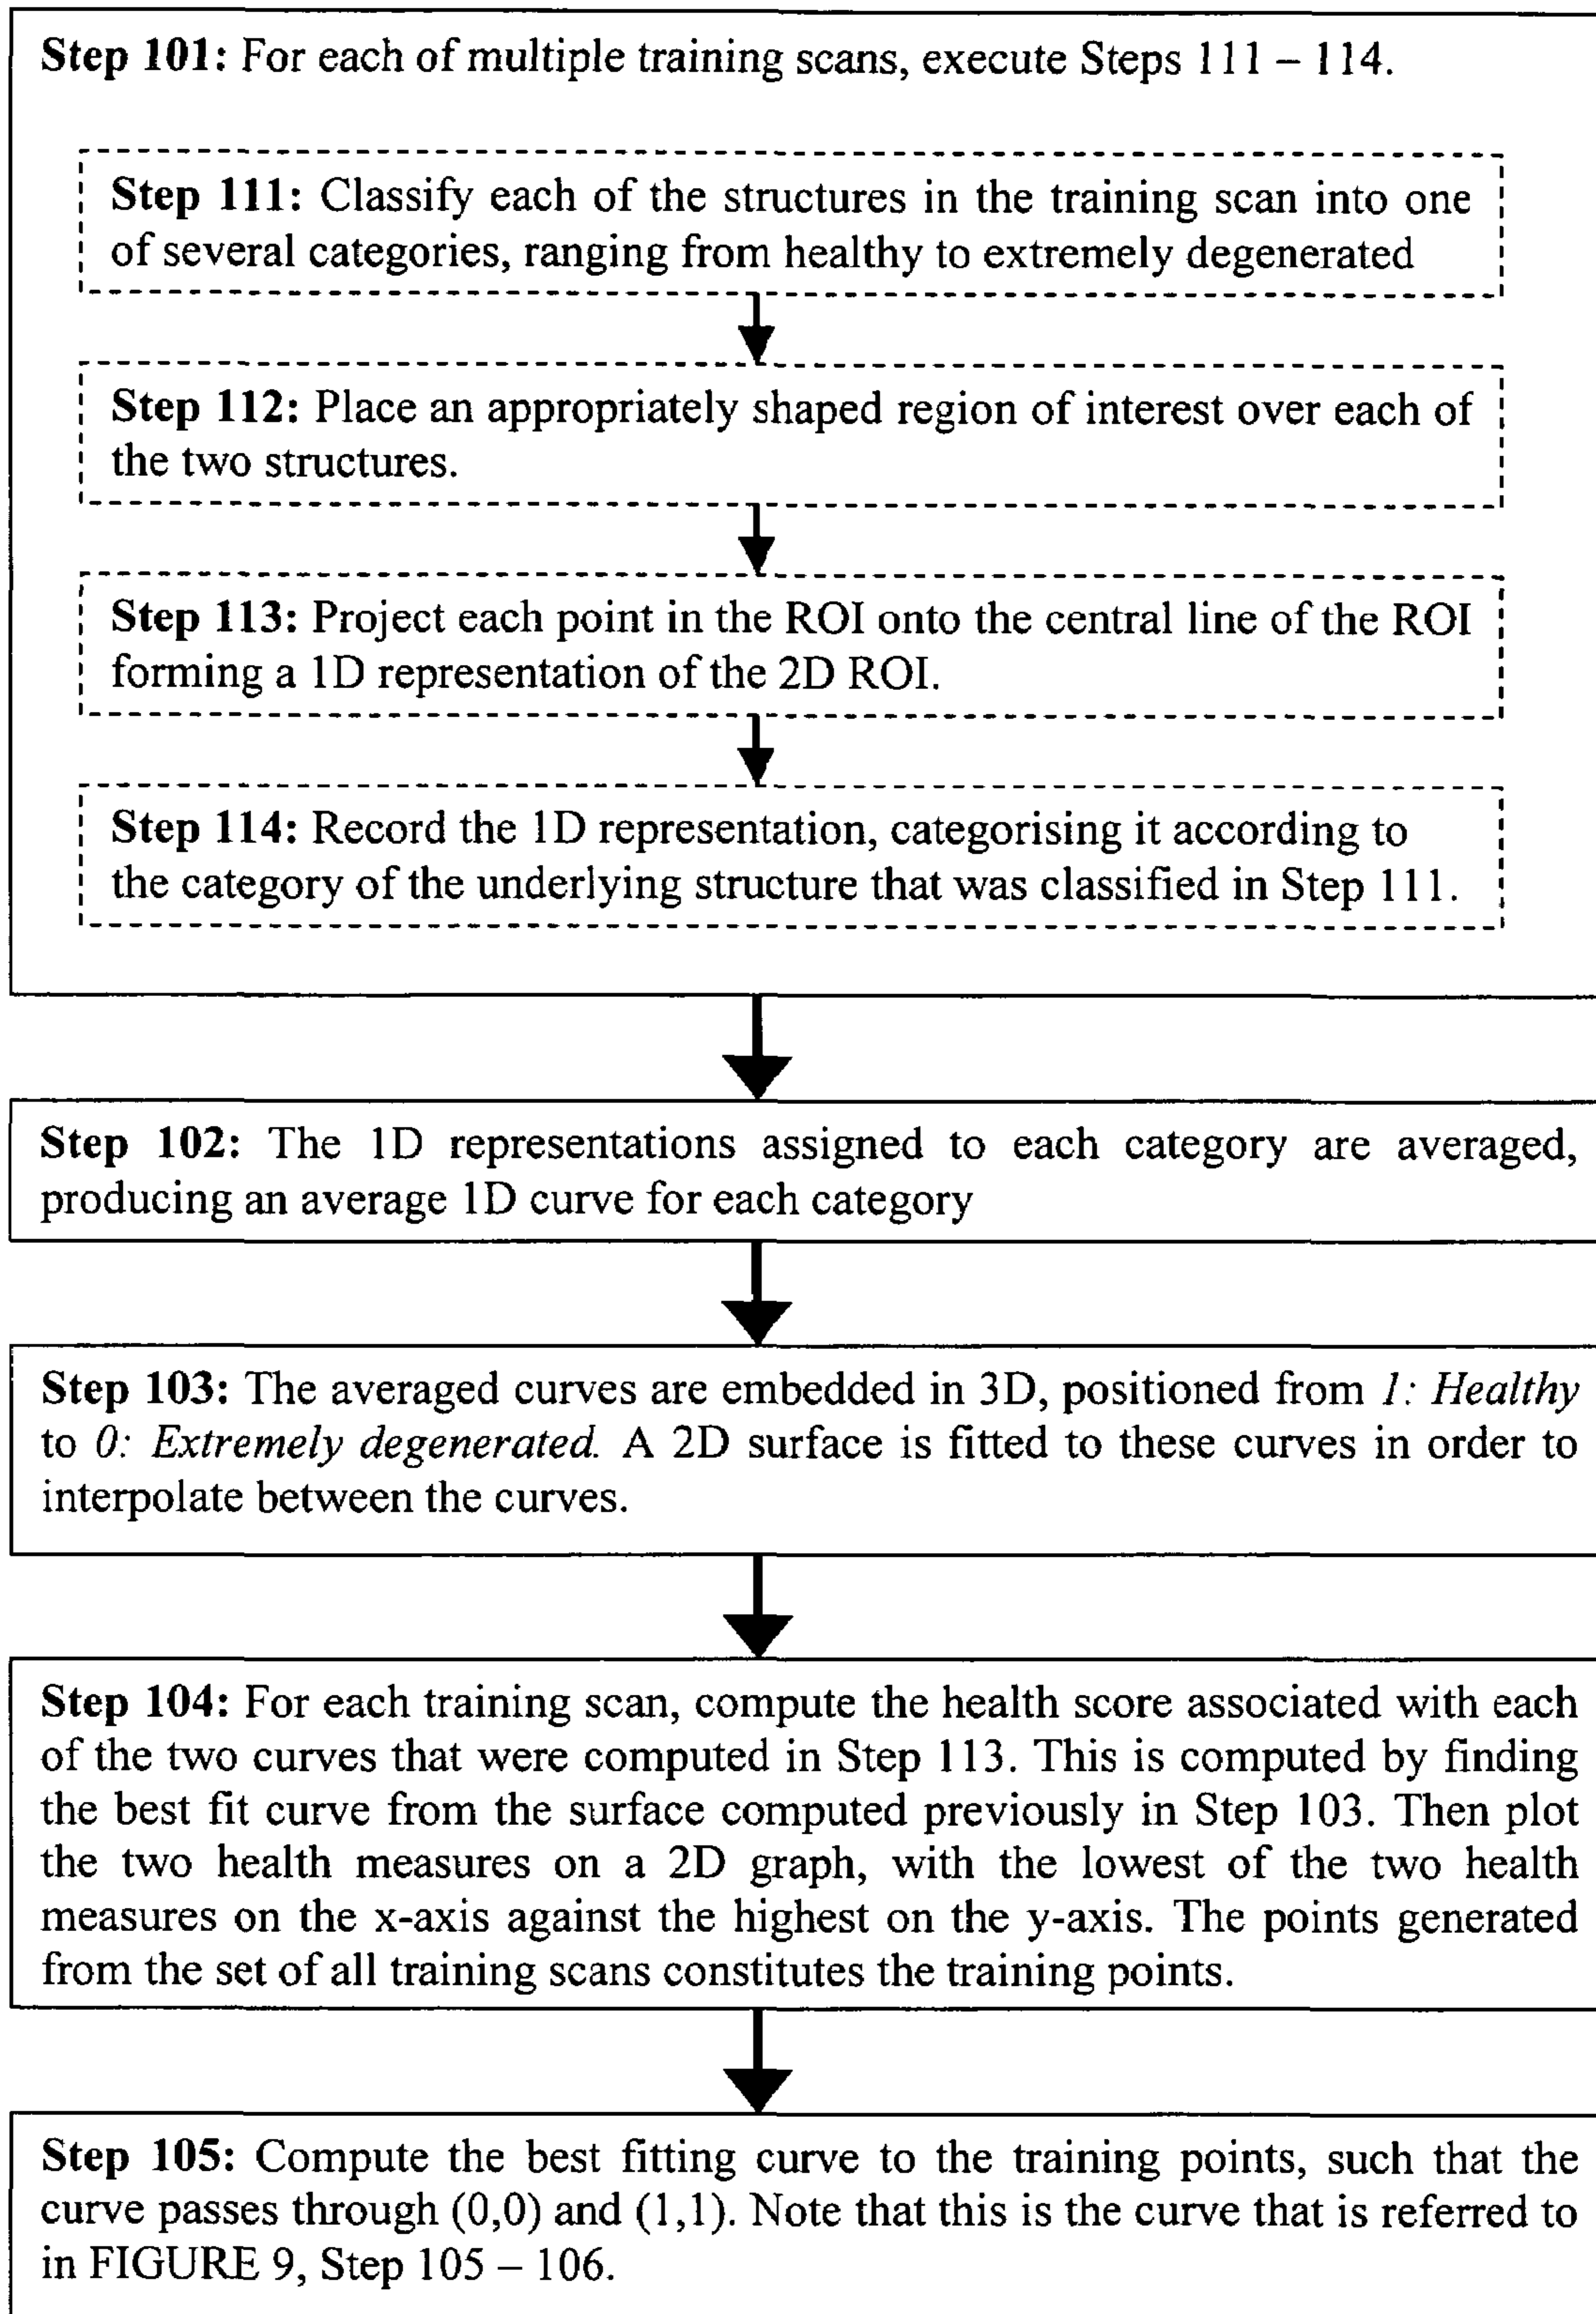 Step 101: For each of multiple training scans, execute Steps 111 – 114.
Step 111: Classify each of the structures in the training scan into one
of several categories, ranging from healthy to extremely degenerated
Step 112: Place an appropriately shaped region of interest over each of
the two structures.
Step 113: Project each point in the ROI onto the central line of the ROI
forming a 1D representation of the 2D ROI.
Step 114: Record the 1D representation, categorising it according to
the category of the underlying structure that was classified in Step 111.
Step 102: The 1D representations assigned to each category are averaged,
producing an average 1D curve for each category
Step 103: The averaged curves are embedded in 3D, positioned from 1: Healthy
to 0: Extremely degenerated. A 2D surface is fitted to these curves in order to
interpolate between the curves.
Step 104: For each training scan, compute the health score associated with each
of the two curves that were computed in Step 113. This is computed by finding
the best fit curve from the surface computed previously in Step 103. Then plot
the two health measures on a 2D graph, with the lowest of the two health
measures on the x-axis against the highest on the y-axis. The points generated
from the set of all training scans constitutes the training points.
Step 105: Compute the best fitting curve to the training points, such that the
curve passes through (0,0) and (1,1). Note that this is the curve that is referred to
in FIGURE 9, Step 105 – 106.